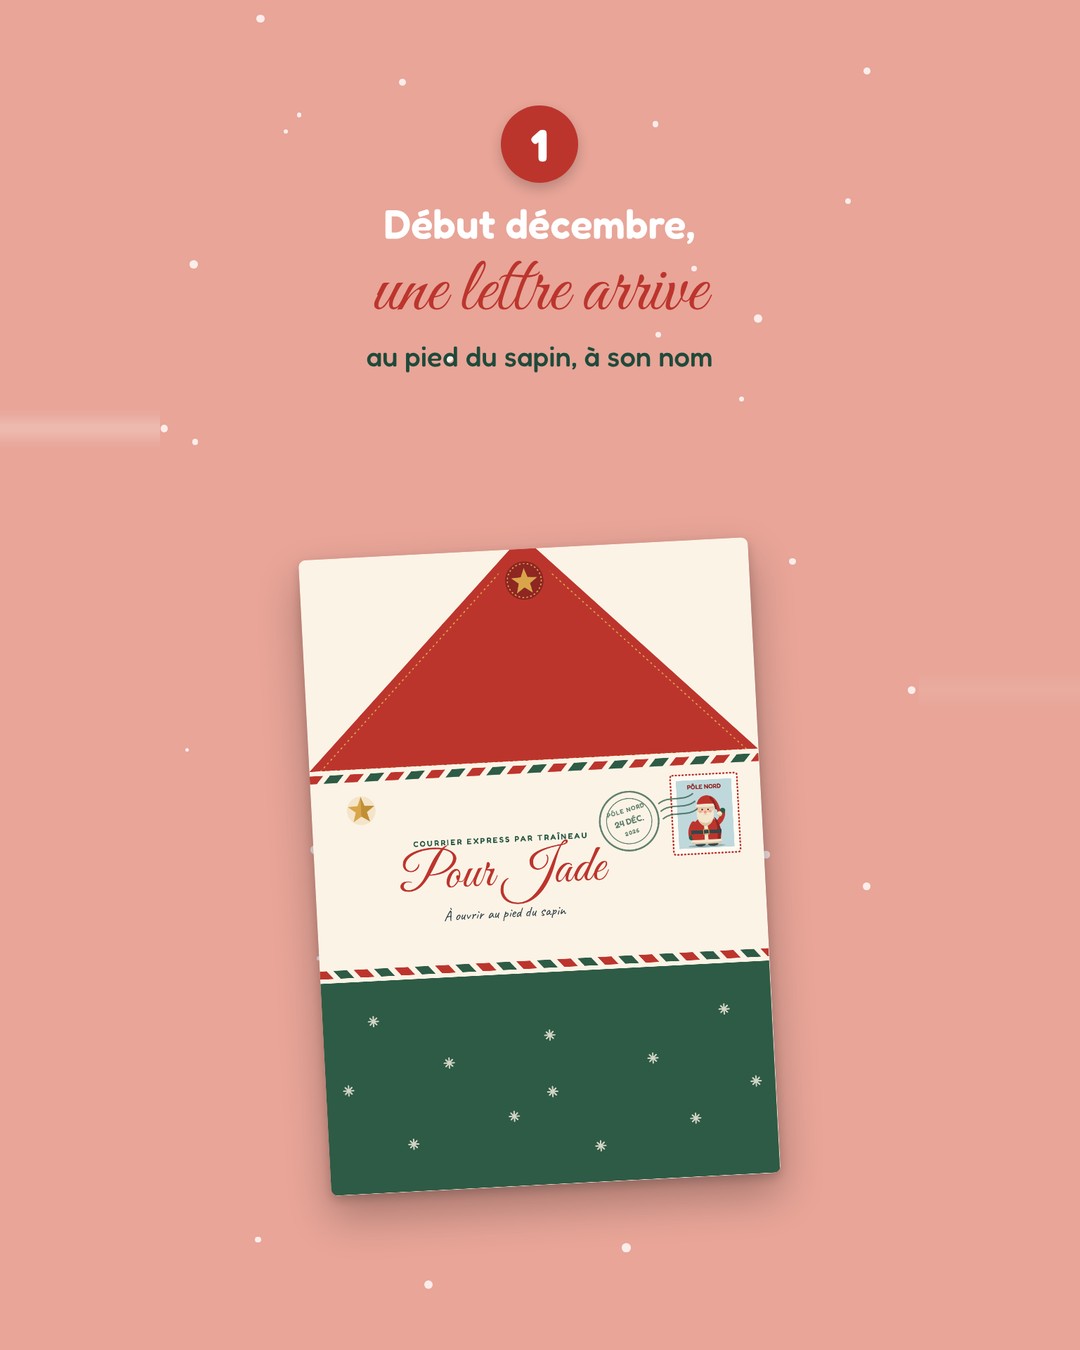 1
Début décembre,
une lettre arrive
au pied du sapin, à son nom
PÔLE NORD
PÔLE NORD
24 DÉC.
2026
COURRIER EXPRESS PAR TRAÎNEAU
Pour Jade
À ouvrir au pied du sapin